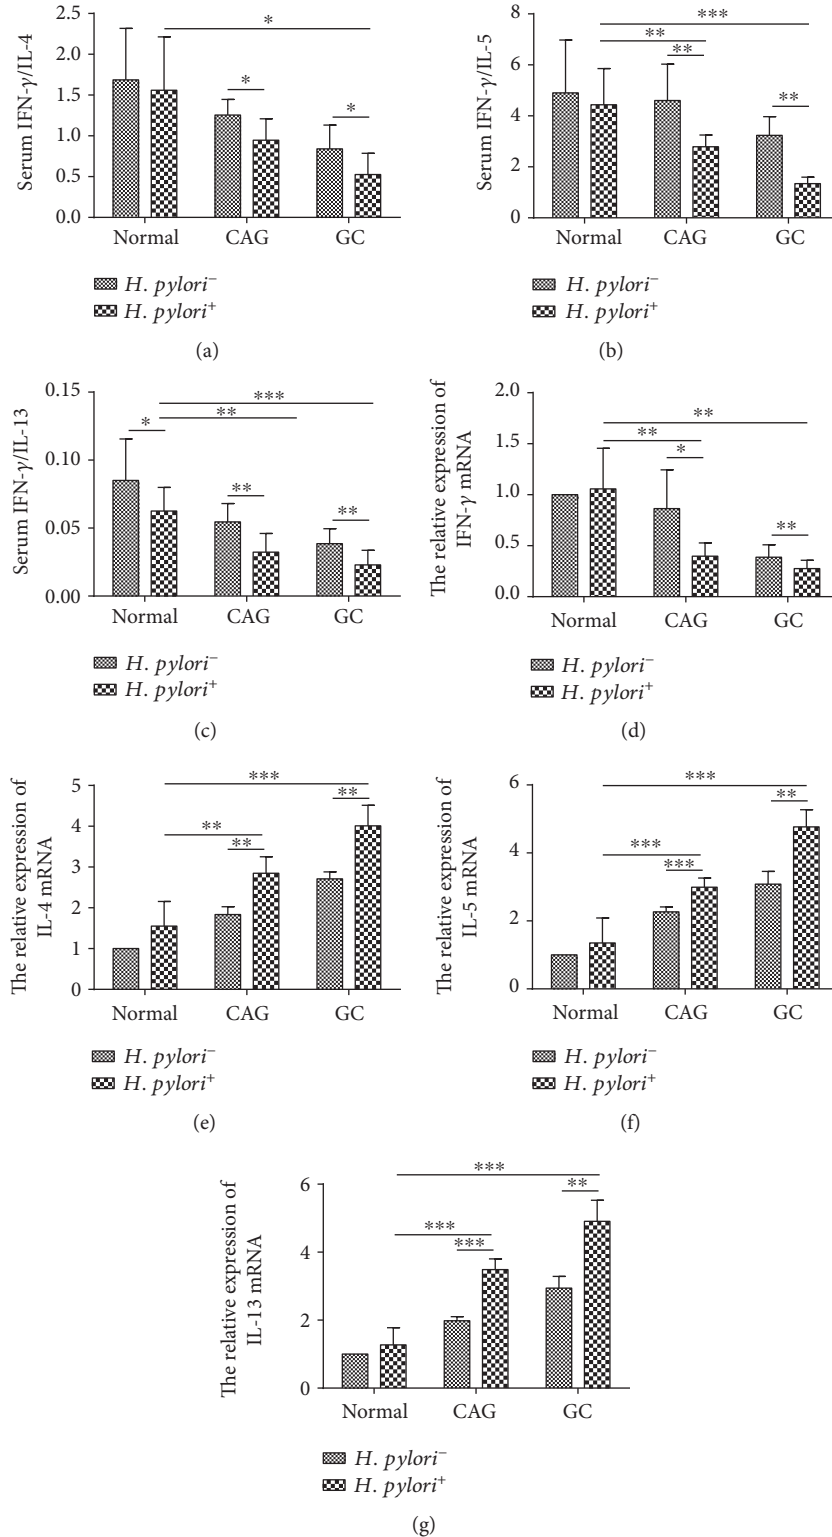 *
*
*
2.5
2.0
1.5
1.0
0.5
0.0
Serum IFN-γ/IL-4
Normal CAG GC
H. pylori⁻
H. pylori⁺
(a)
***
**
**
**
8
6
4
2
0
Serum IFN-γ/IL-5
Normal CAG GC
H. pylori⁻
H. pylori⁺
(b)
***
**
*
**
**
0.15
0.10
0.05
0.00
Serum IFN-γ/IL-13
Normal CAG GC
H. pylori⁻
H. pylori⁺
(c)
**
**
*
**
2.0
1.5
1.0
0.5
0.0
The relative expression of
IFN-γ mRNA
Normal CAG GC
H. pylori⁻
H. pylori⁺
(d)
***
**
**
**
5
4
3
2
1
0
The relative expression of
IL-4 mRNA
Normal CAG GC
H. pylori⁻
H. pylori⁺
(e)
***
**
***
***
6
4
2
0
The relative expression of
IL-5 mRNA
Normal CAG GC
H. pylori⁻
H. pylori⁺
(f)
***
**
***
***
6
4
2
0
The relative expression of
IL-13 mRNA
Normal CAG GC
H. pylori⁻
H. pylori⁺
(g)